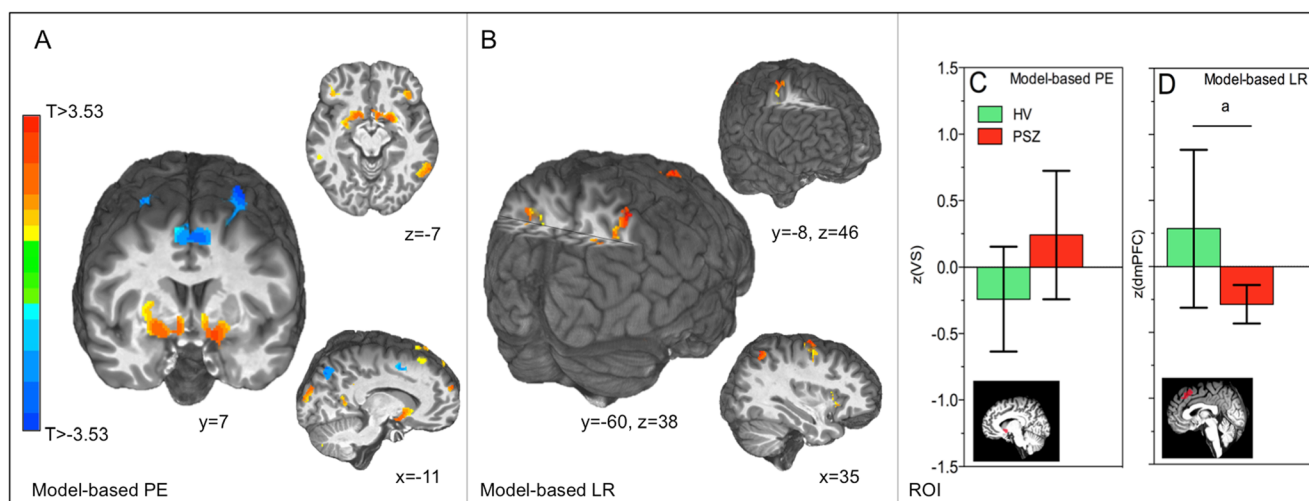 A
T>3.53
z=-7
y=7
T>-3.53
x=-11
Model-based PE
B
y=-8, z=46
y=-60, z=38
x=35
Model-based LR
C
Model-based PE
HV
PSZ
z(VS)
1.5
1.0
0.5
0.0
-0.5
-1.0
-1.5
ROI
D
Model-based LR
a
z(dmPFC)